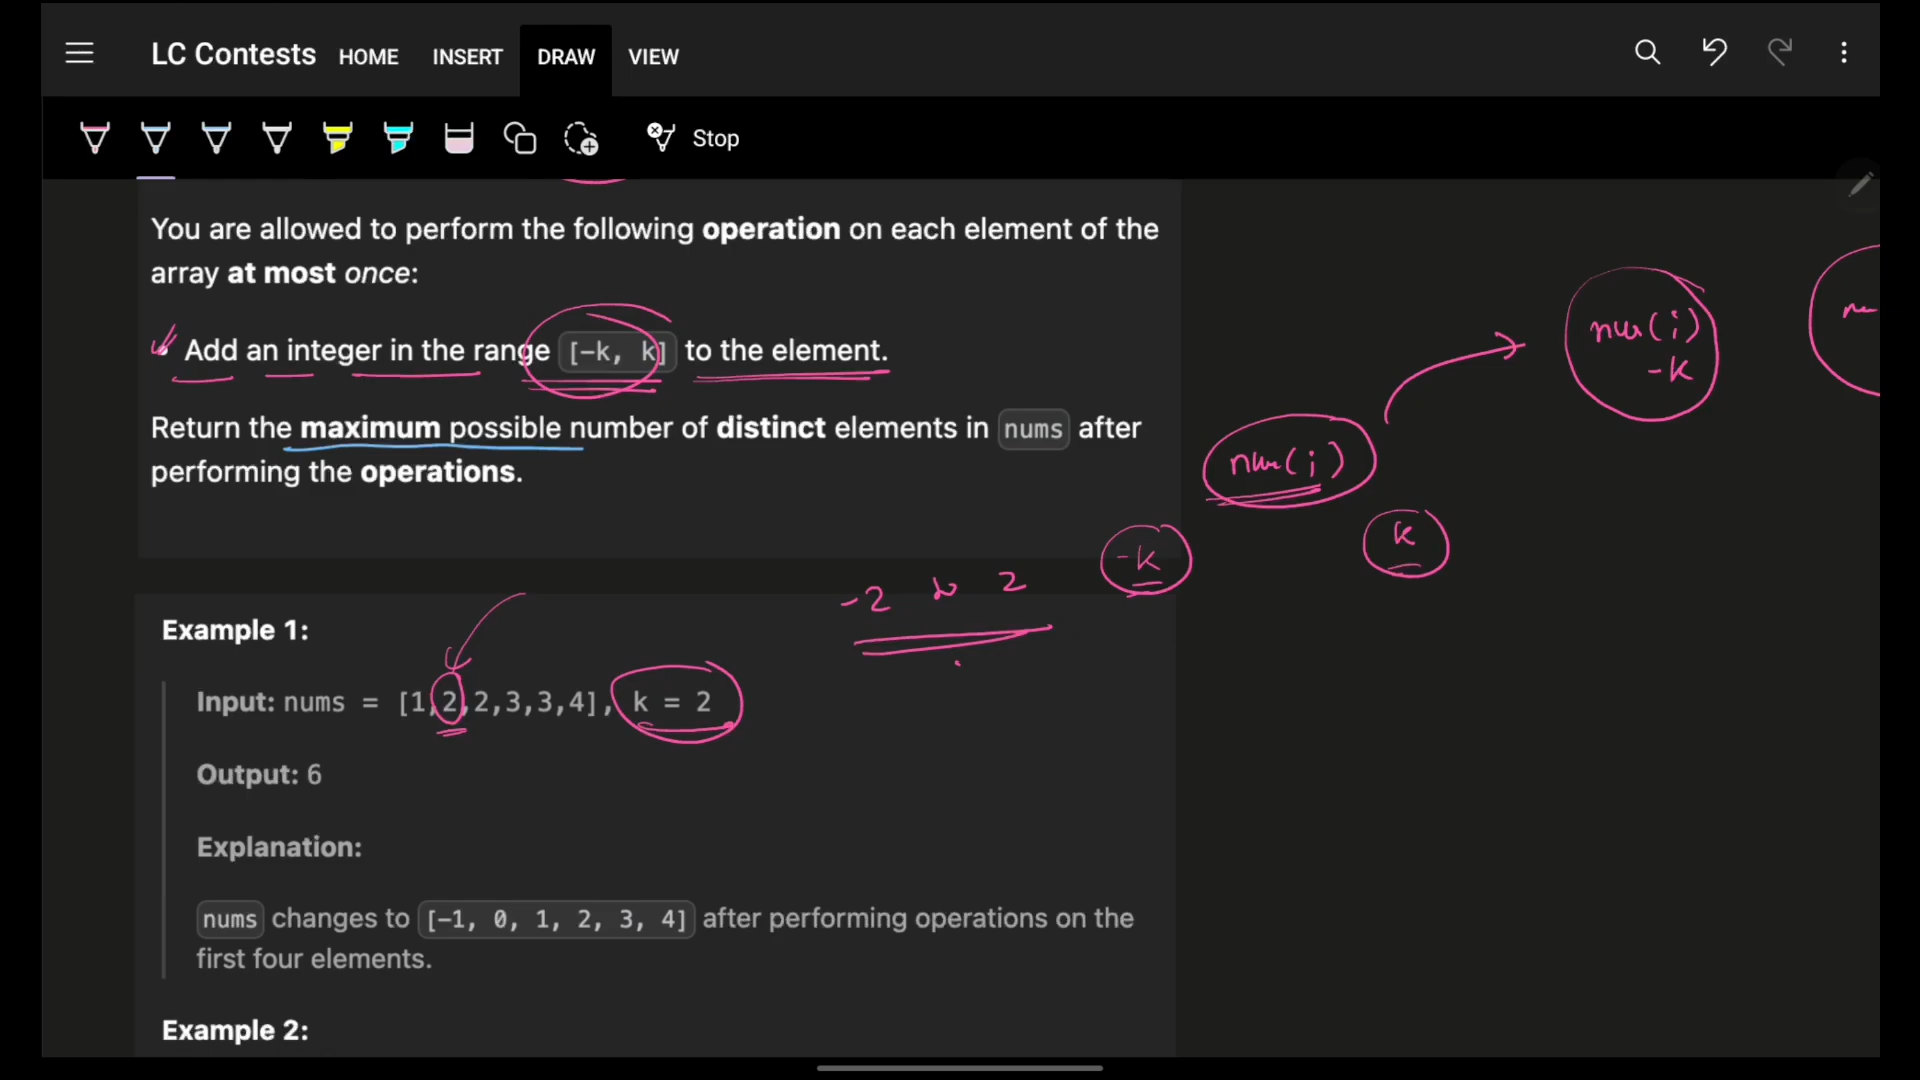 LC Contests HOME INSERT DRAW VIEW
Stop
You are allowed to perform the following operation on each element of the
array at most once:
Add an integer in the range [-k, k] to the element.
Return the maximum possible number of distinct elements in nums after
performing the operations.
num(i)
-k
num(i)
k
-k
-2 to 2
Example 1:
Input: nums = [1,2,2,3,3,4], k = 2
Output: 6
Explanation:
nums changes to [-1, 0, 1, 2, 3, 4] after performing operations on the
first four elements.
Example 2: